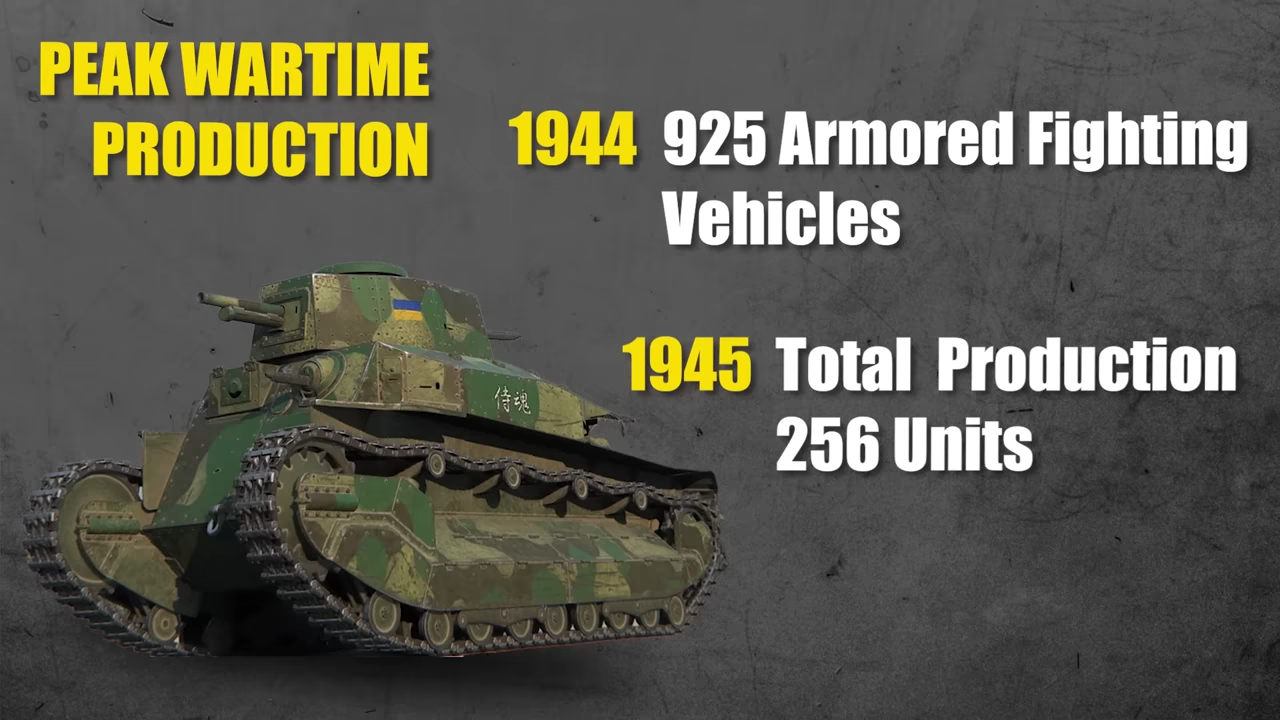 PEAK WARTIME
PRODUCTION
1944 925 Armored Fighting
Vehicles
1945 Total Production
256 Units
侍魂